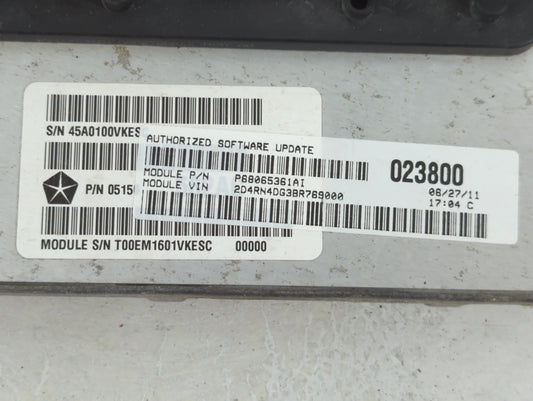 S/N 45A0100VKES
P/N 0515
MODULE S/N T00EM1601VKESC 00000
AUTHORIZED SOFTWARE UPDATE
MODULE P/N P68065361AI
MODULE VIN 2D4RN4DG3BR769000
023800
06/27/11
17:04 C